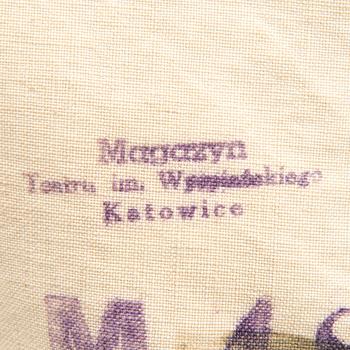 Magazyn
Teatru im. Wyspiańskiego
Katowice
M